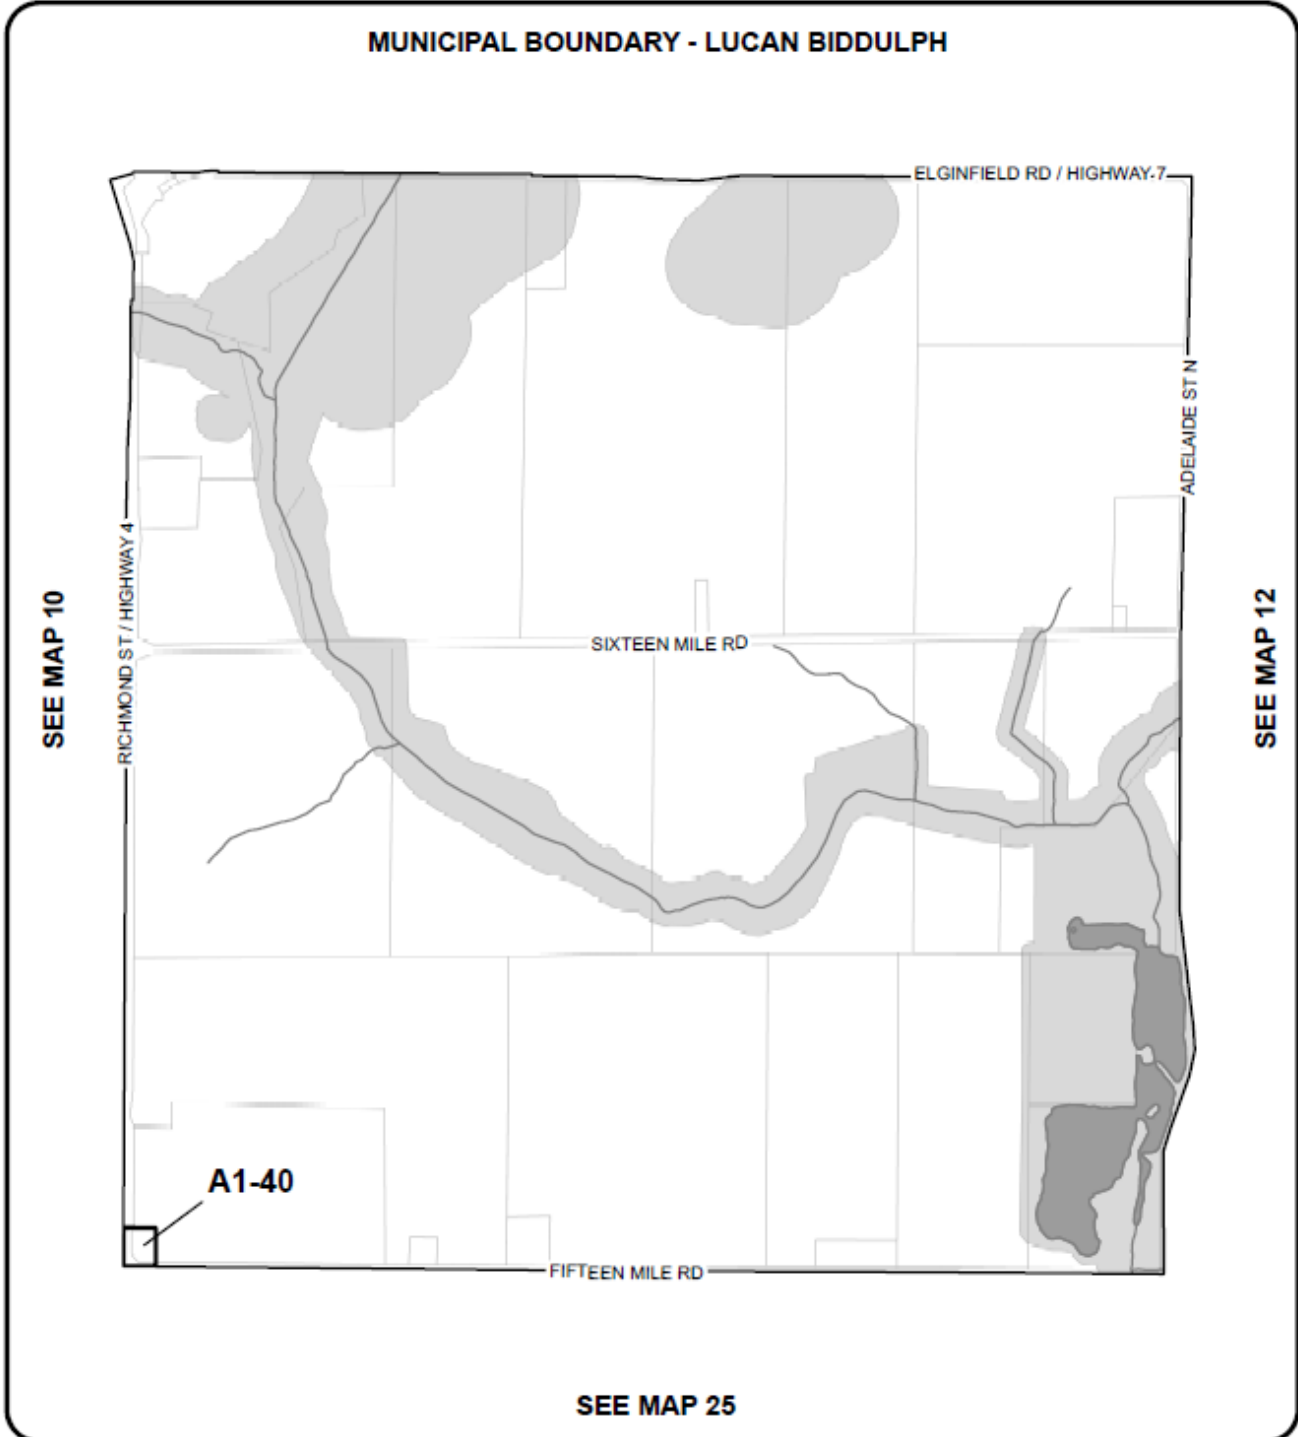 MUNICIPAL BOUNDARY - LUCAN BIDDULPH
ELGINFIELD RD / HIGHWAY 7
ADELAIDE ST N
RICHMOND ST / HIGHWAY 4
SEE MAP 10
SIXTEEN MILE RD
SEE MAP 12
A1-40
FIFTEEN MILE RD
SEE MAP 25